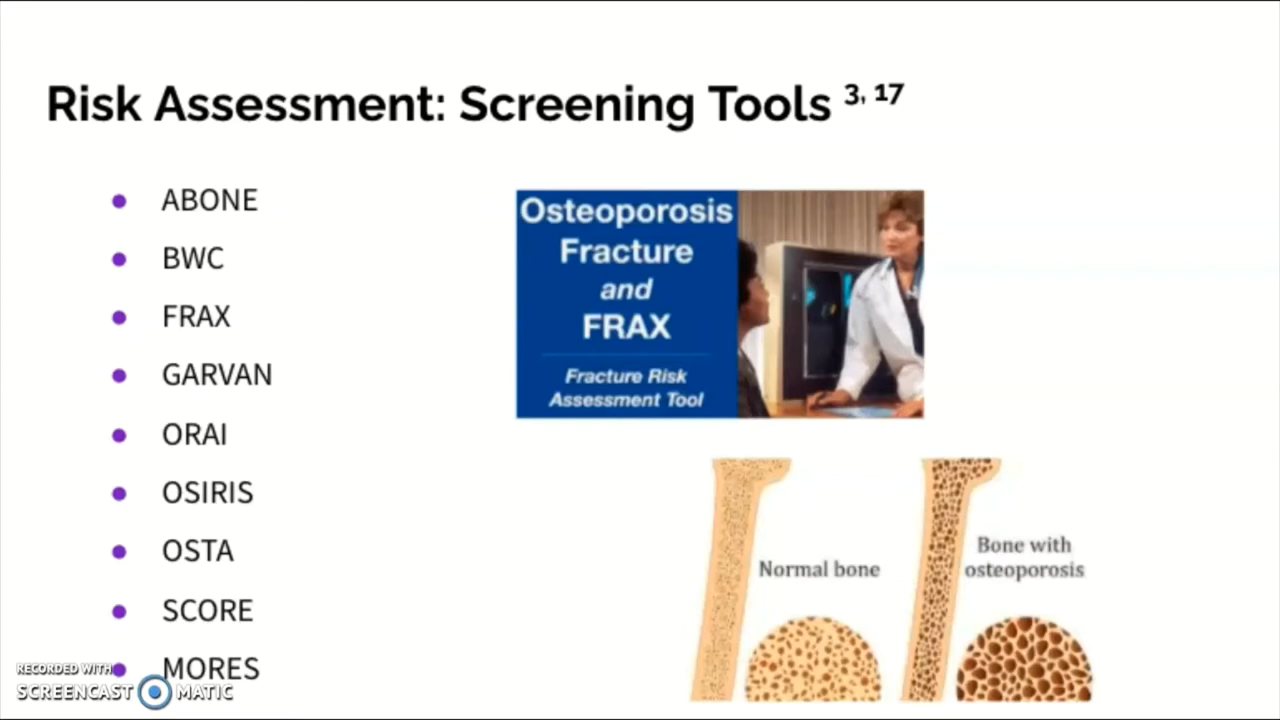 Risk Assessment: Screening Tools 3, 17
ABONE
BWC
FRAX
GARVAN
ORAI
OSIRIS
OSTA
SCORE
MORES
Osteoporosis
Fracture
and
FRAX
Fracture Risk
Assessment Tool
Normal bone
Bone with
osteoporosis
RECORDED WITH
SCREENCAST MATIC